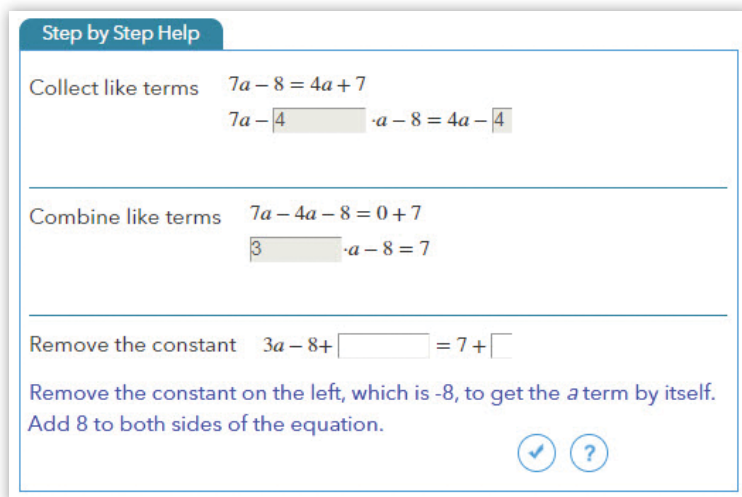 Step by Step Help
Collect like terms 7a – 8 = 4a + 7
7a – 4 ·a – 8 = 4a – 4
Combine like terms 7a – 4a – 8 = 0 + 7
3 ·a – 8 = 7
Remove the constant 3a – 8+ = 7 +
Remove the constant on the left, which is -8, to get the a term by itself.
Add 8 to both sides of the equation.
?